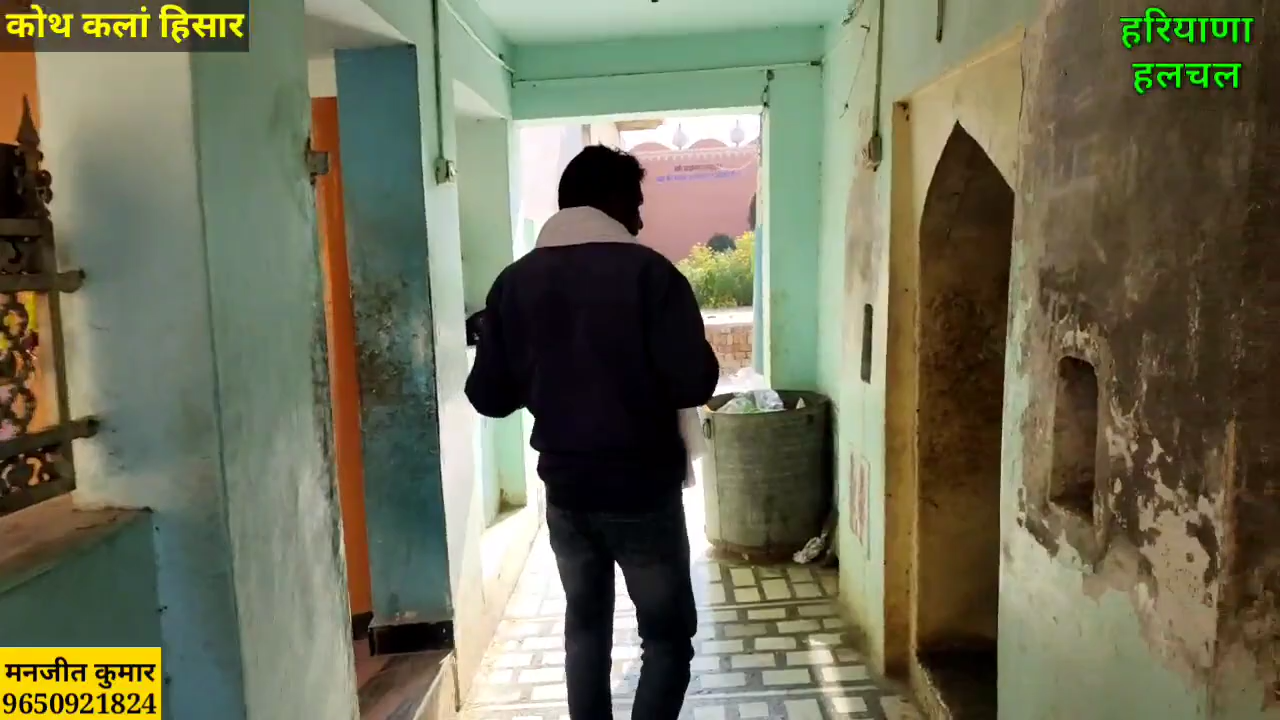 कोथ कलां हिसार
हरियाणा
हलचल
मनजीत कुमार
9650921824